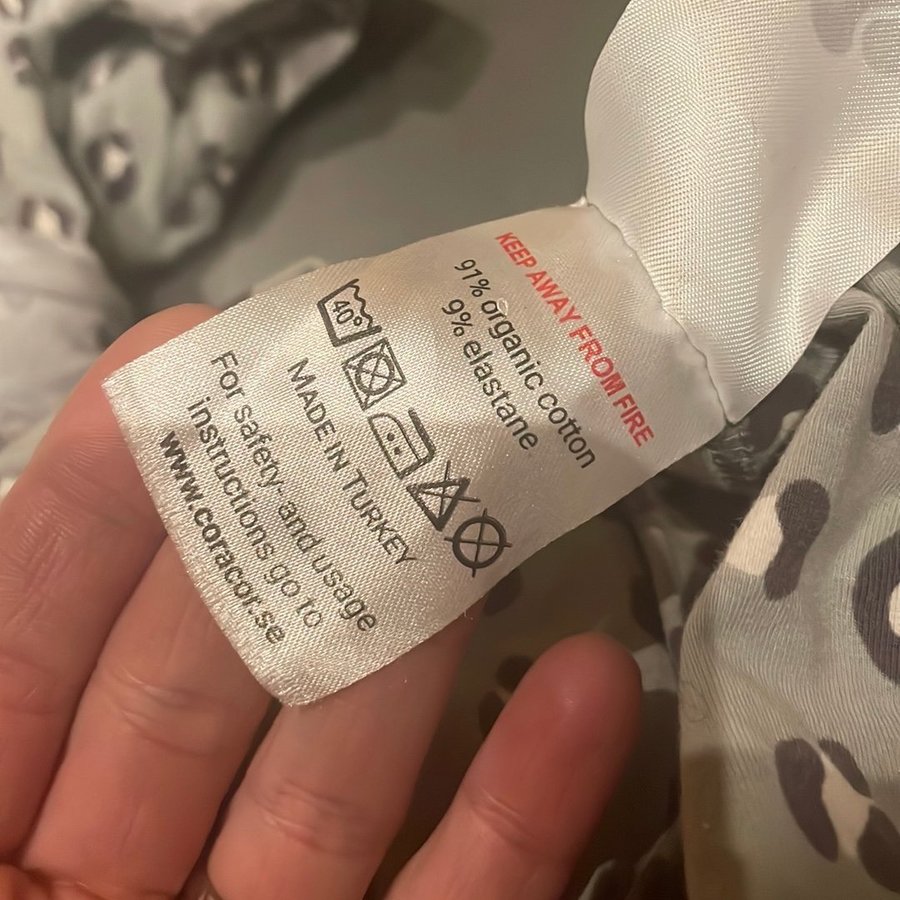 KEEP AWAY FROM FIRE
91% organic cotton
9% elastane
40°
MADE IN TURKEY
For safety- and usage
instructions go to
www.coracor.se